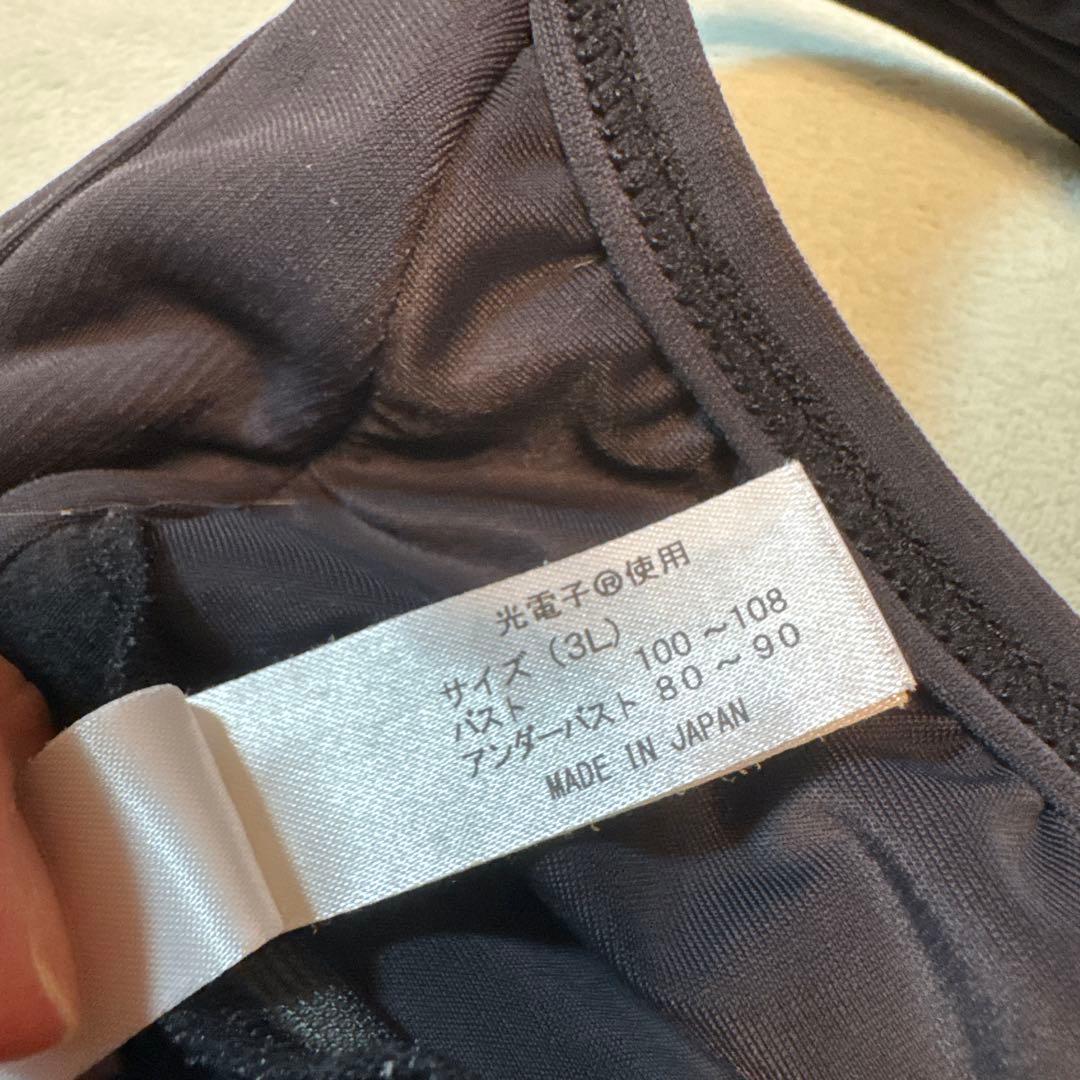 光電子®使用
サイズ（3L）
バスト 100～108
アンダーバスト 80～90
MADE IN JAPAN